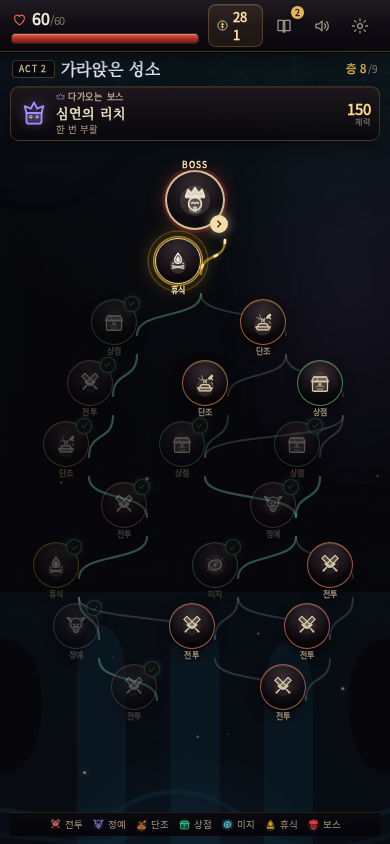 60/60
28
1
2
ACT 2 가라앉은 성소 층 8/9
다가오는 보스
심연의 리치
한 번 부활
150
체력
BOSS
휴식
상점 단조
전투 단조 상점
단조 상점 상점
전투 정예
휴식 미지 전투
정예 전투 전투
전투 전투
전투 정예 단조 상점 미지 휴식 보스